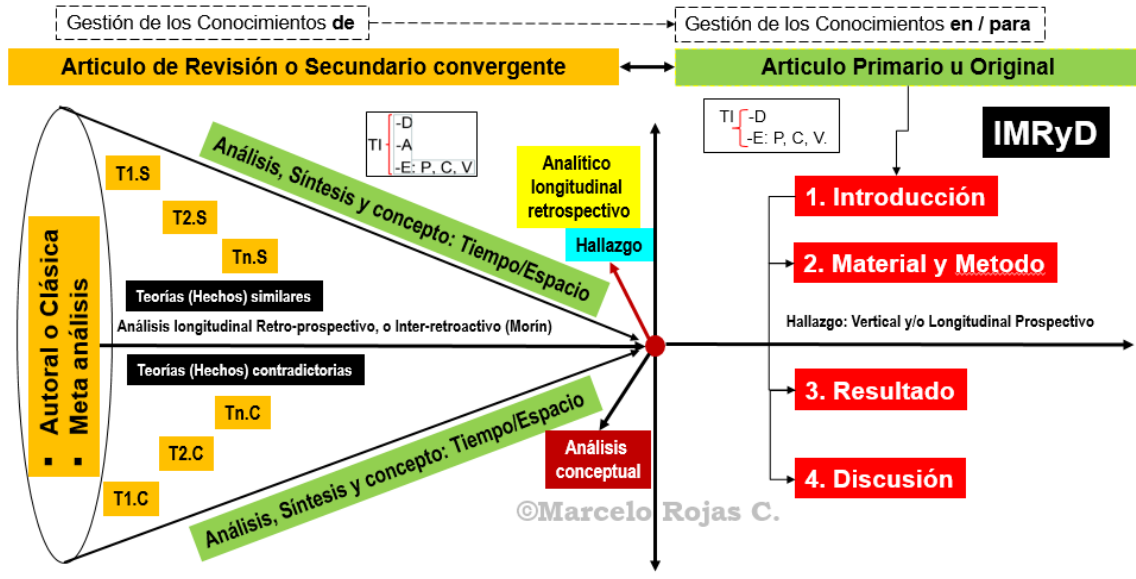 Gestión de los Conocimientos de
Gestión de los Conocimientos en / para
Articulo de Revisión o Secundario convergente
Articulo Primario u Original
TI
-D
-A
-E: P, C, V
TI
-D
-E: P, C, V.
IMRyD
Análisis, Síntesis y concepto: Tiempo/Espacio
Analítico
longitudinal
retrospectivo
Hallazgo
T1.S
T2.S
Tn.S
Teorías (Hechos) similares
Análisis longitudinal Retro-prospectivo, o Inter-retroactivo (Morín)
Teorías (Hechos) contradictorias
Tn.C
T2.C
T1.C
▪ Autoral o Clásica
▪ Meta análisis
Análisis, Síntesis y concepto: Tiempo/Espacio
Análisis
conceptual
1. Introducción
2. Material y Metodo
Hallazgo: Vertical y/o Longitudinal Prospectivo
3. Resultado
4. Discusión
©Marcelo Rojas C.